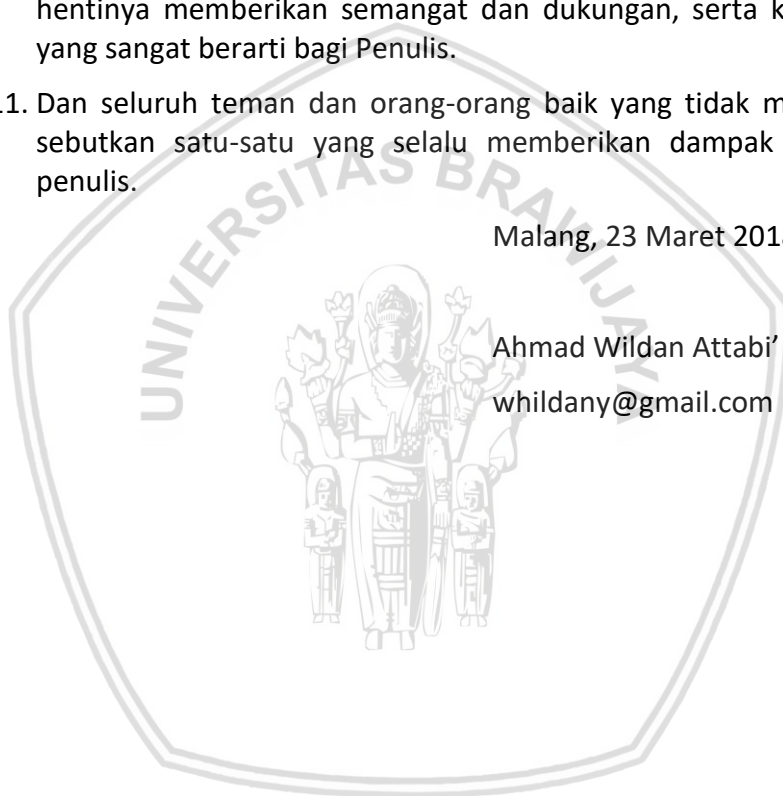 hentinya memberikan semangat dan dukungan, serta k
yang sangat berarti bagi Penulis.
1. Dan seluruh teman dan orang-orang baik yang tidak m
sebutkan satu-satu yang selalu memberikan dampak
penulis.
Malang, 23 Maret 201
Ahmad Wildan Attabi'
whildany@gmail.com
UNIVERSITAS BRAWIJAYA